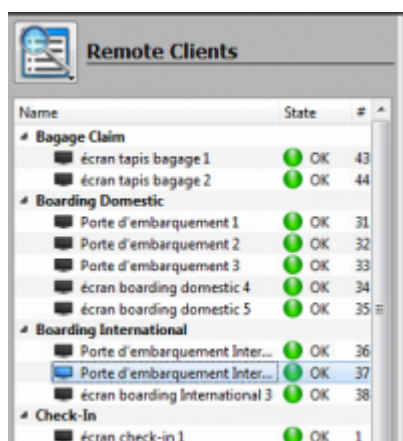 Remote Clients
Name State #
Bagage Claim
écran tapis bagage 1 OK 43
écran tapis bagage 2 OK 44
Boarding Domestic
Porte d'embarquement 1 OK 31
Porte d'embarquement 2 OK 32
Porte d'embarquement 3 OK 33
écran boarding domestic 4 OK 34
écran boarding domestic 5 OK 35
Boarding International
Porte d'embarquement Inter... OK 36
Porte d'embarquement Inter... OK 37
écran boarding International 3 OK 38
Check-In
écran check-in 1 OK 1